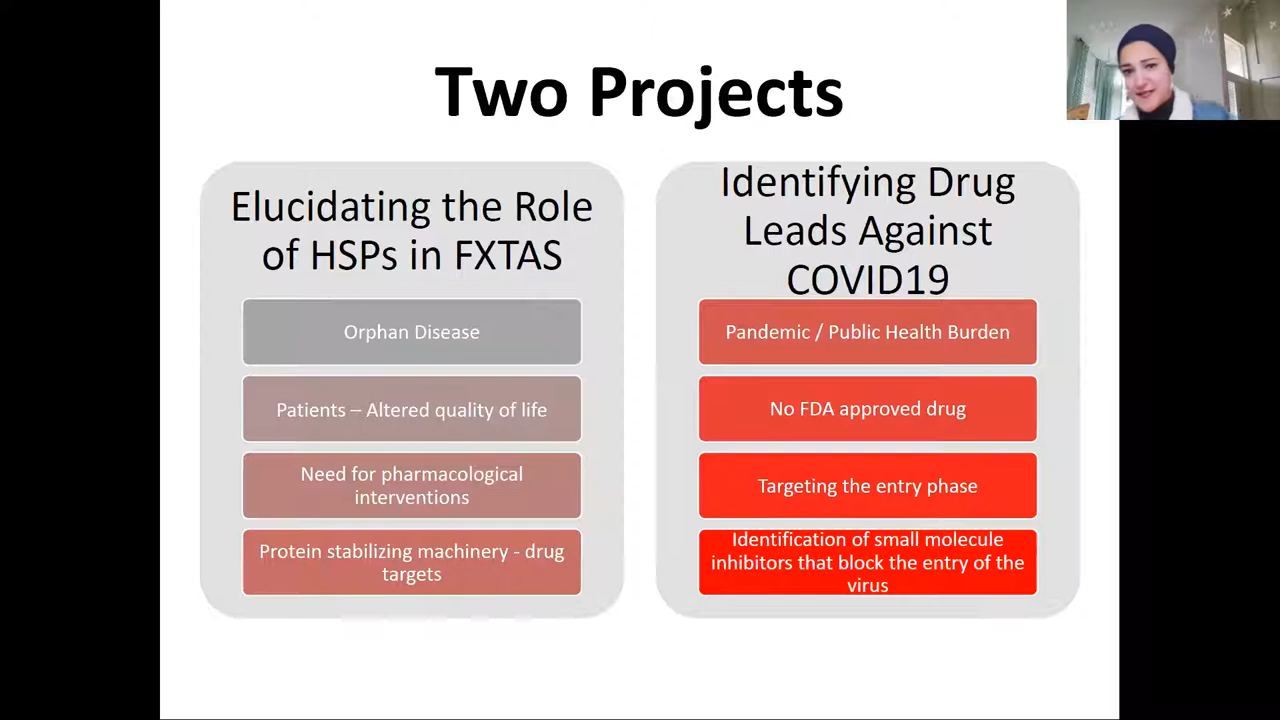 Two Projects
Elucidating the Role
of HSPs in FXTAS
Orphan Disease
Patients – Altered quality of life
Need for pharmacological
interventions
Protein stabilizing machinery - drug
targets
Identifying Drug
Leads Against
COVID19
Pandemic / Public Health Burden
No FDA approved drug
Targeting the entry phase
Identification of small molecule
inhibitors that block the entry of the
virus